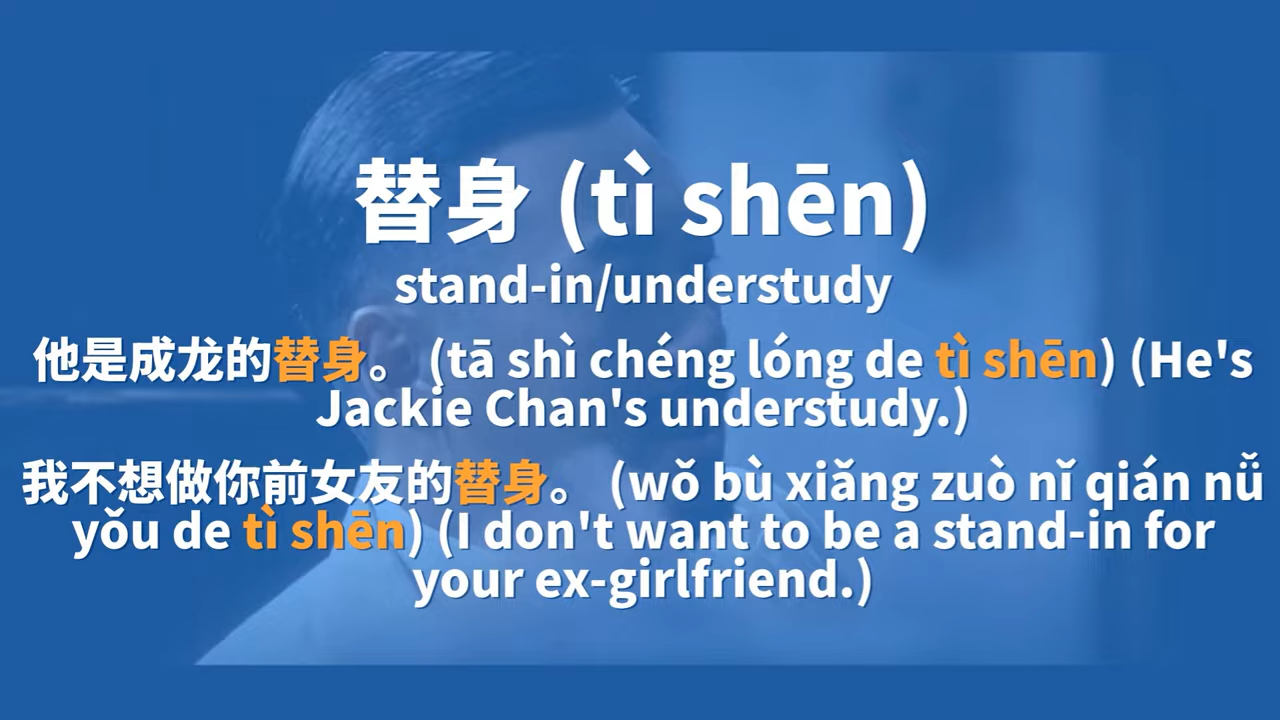 替身 (tì shēn)
stand-in/understudy
他是成龙的替身。 (tā shì chéng lóng de tì shēn) (He's
Jackie Chan's understudy.)
我不想做你前女友的替身。 (wǒ bù xiǎng zuò nǐ qián nǚ
yǒu de tì shēn) (I don't want to be a stand-in for
your ex-girlfriend.)